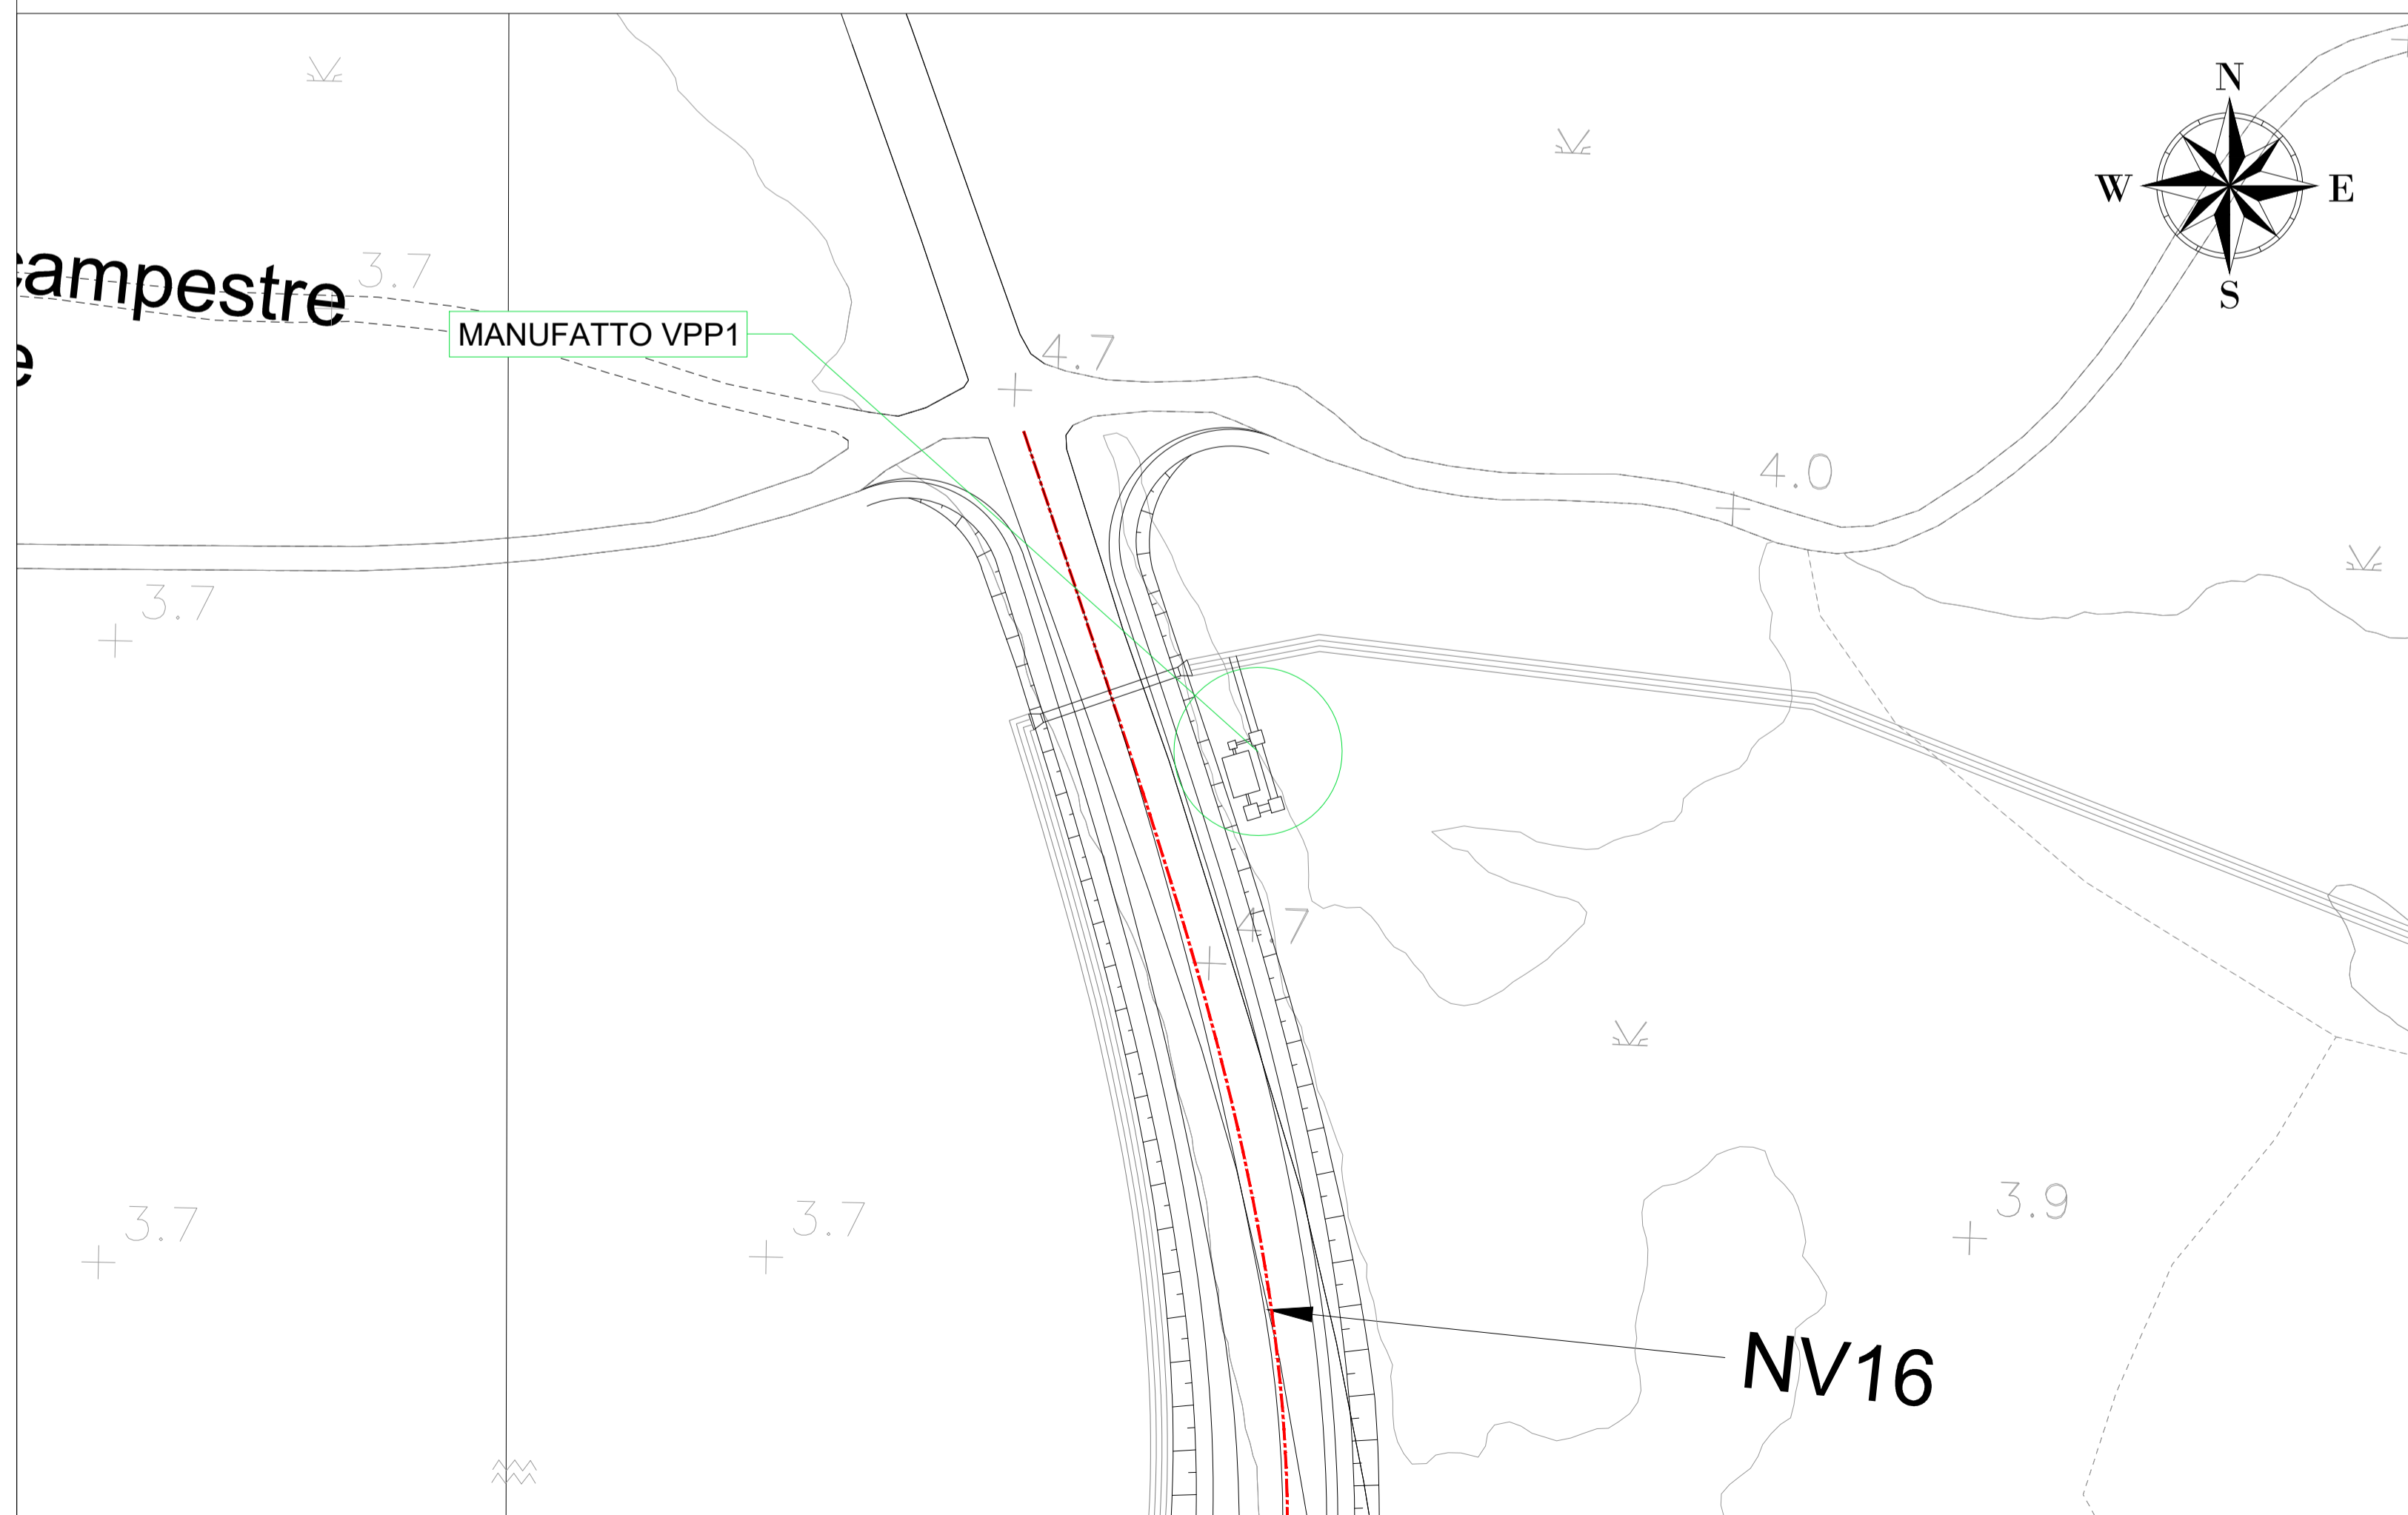 N
W E
S
campestre
3.7
MANUFATTO VPP1
4.7
e
4.0
3.7
4.7
3.7
3.7
3.9
NV16